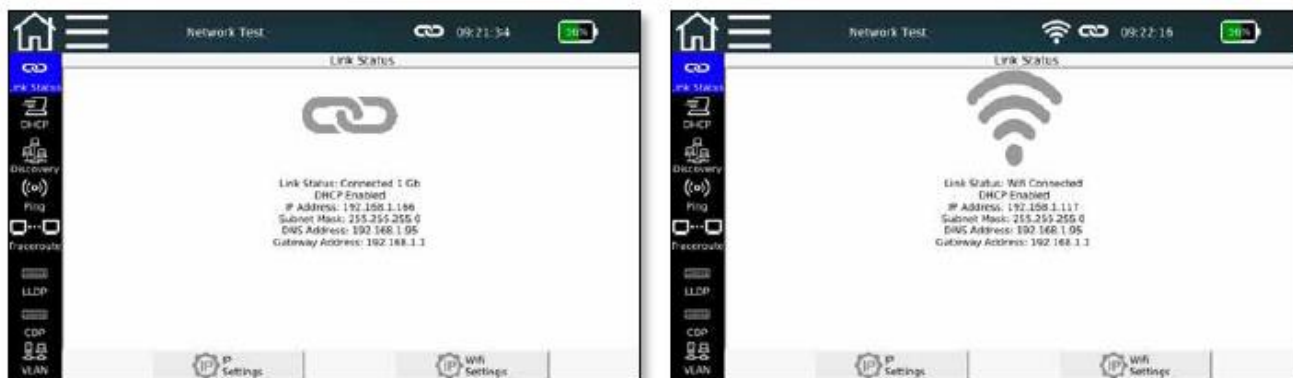 Network Test
09:21:34
36%
Link Status
Link Status
DHCP
Discovery
Ping
Traceroute
LLDP
CDP
VLAN
Link Status: Connected 1 Gb
DHCP Enabled
IP Address: 192.168.1.166
Subnet Mask: 255.255.255.0
DNS Address: 192.168.1.95
Gateway Address: 192.168.1.1
IP
IP
Settings
IP
Wifi
Settings
Network Test
09:22:16
Link Status
Link Status
DHCP
Discovery
Ping
Traceroute
LLDP
CDP
VLAN
Link Status: Wifi Connected
DHCP Enabled
IP Address: 192.168.1.117
Subnet Mask: 255.255.255.0
DNS Address: 192.168.1.95
Gateway Address: 192.168.1.1
IP
IP
Settings
IP
Wifi
Settings